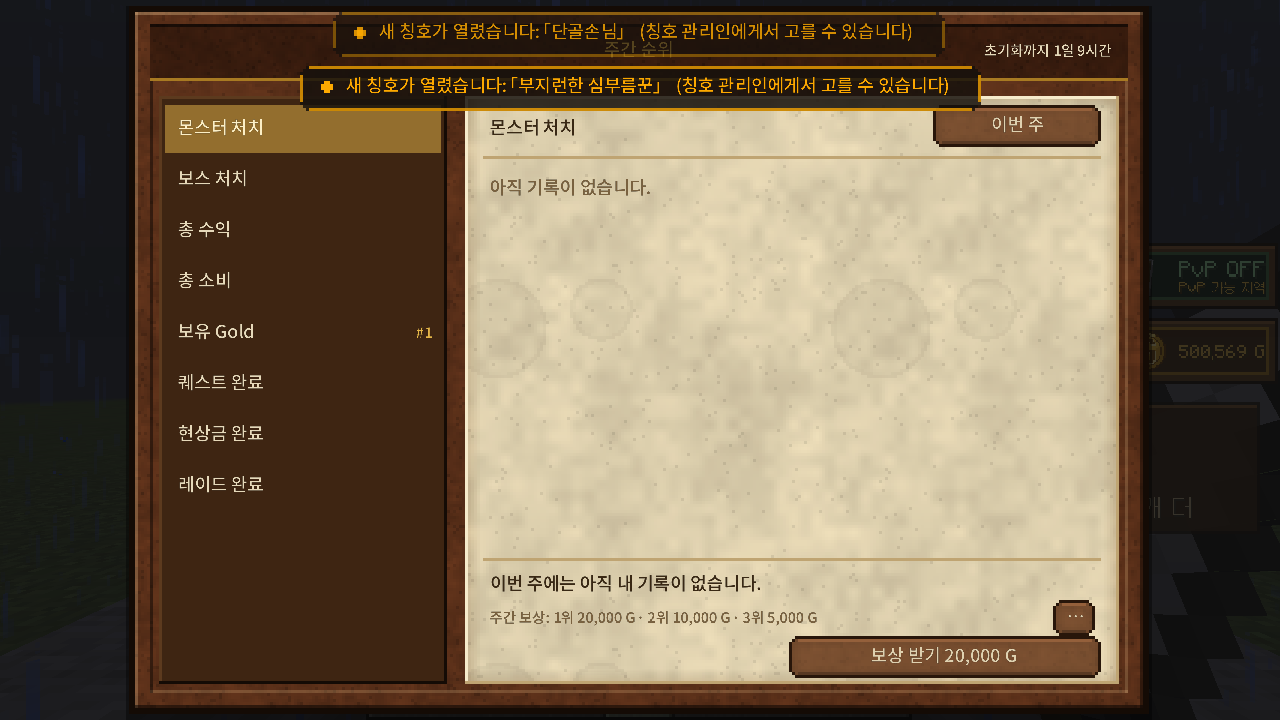 새 칭호가 열렸습니다:「단골손님」 (칭호 관리인에게서 고를 수 있습니다)
주간 순위
초기화까지 1일 9시간
새 칭호가 열렸습니다:「부지런한 심부름꾼」 (칭호 관리인에게서 고를 수 있습니다)
몬스터 처치
보스 처치
총 수익
총 소비
보유 Gold #1
퀘스트 완료
현상금 완료
레이드 완료
몬스터 처치
이번 주
아직 기록이 없습니다.
이번 주에는 아직 내 기록이 없습니다.
주간 보상: 1위 20,000 G · 2위 10,000 G · 3위 5,000 G
...
보상 받기 20,000 G
PvP OFF
PvP 가능 지역
500,569 G
개 더